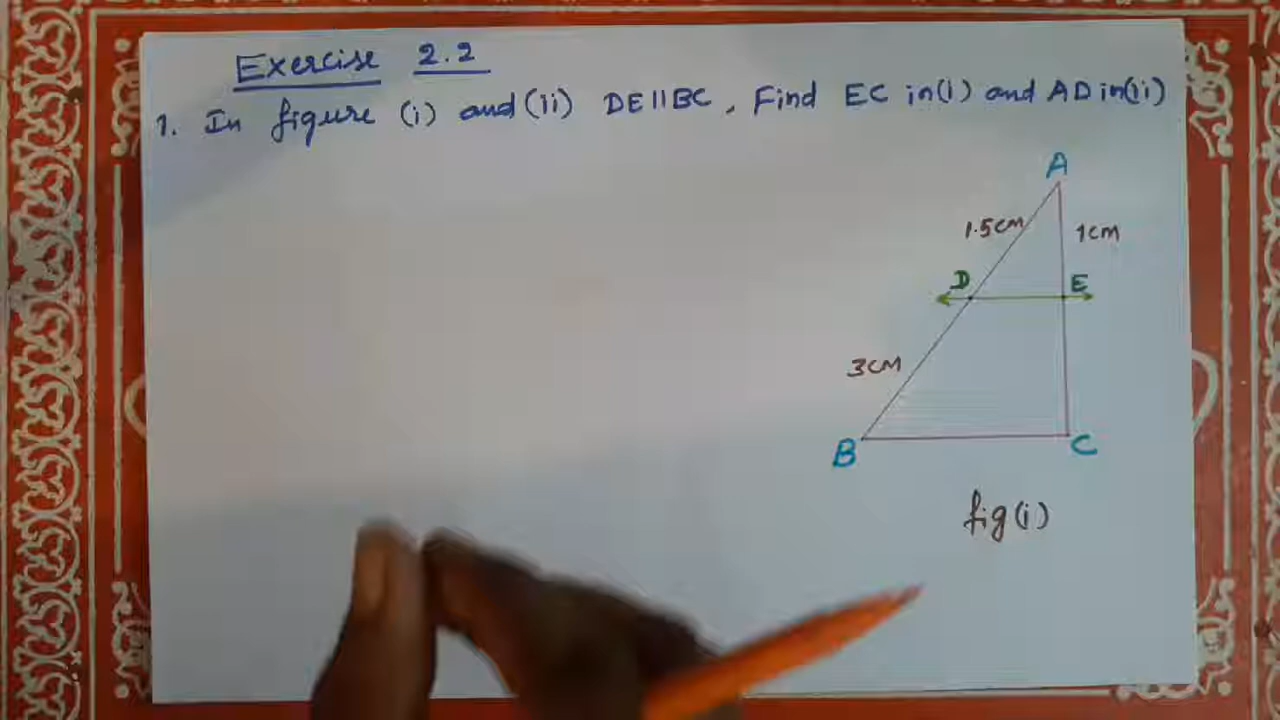 Exercise 2.2
1. In figure (i) and (ii) DE||BC, Find EC in(i) and AD in(ii)
A
1.5cm 1cm
D E
3cm
B C
fig(i)